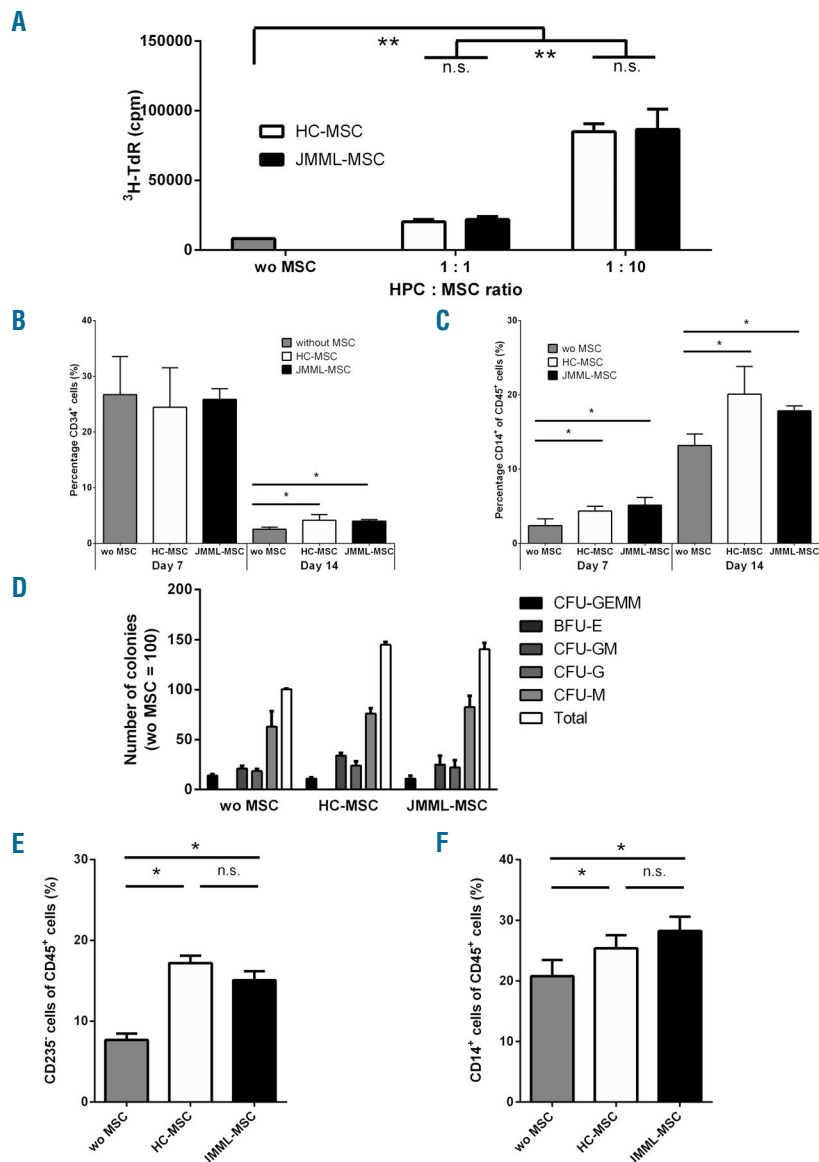 A
³H-TdR (cpm)
150000
100000
50000
0
**
n.s.
**
n.s.
HC-MSC
JMML-MSC
wo MSC
1 : 1
1 : 10
HPC : MSC ratio
B
Percentage CD34⁺ cells (%)
40
30
20
10
0
without MSC
HC-MSC
JMML-MSC
*
*
wo MSC
HC-MSC
JMML-MSC
wo MSC
HC-MSC
JMML-MSC
Day 7
Day 14
C
Percentage CD14⁺ of CD45⁺ cells (%)
30
20
10
0
wo MSC
HC-MSC
JMML-MSC
*
*
*
*
wo MSC
HC-MSC
JMML-MSC
wo MSC
HC-MSC
JMML-MSC
Day 7
Day 14
D
Number of colonies
(wo MSC = 100)
200
150
100
50
0
wo MSC
HC-MSC
JMML-MSC
CFU-GEMM
BFU-E
CFU-GM
CFU-G
CFU-M
Total
E
CD235⁻ cells of CD45⁺ cells (%)
30
20
10
0
*
*
n.s.
wo MSC
HC-MSC
IMML-MSC
F
CD14⁺ cells of CD45⁺ cells (%)
40
30
20
10
0
*
*
n.s.
wo MSC
HC-MSC
IMML-MSC